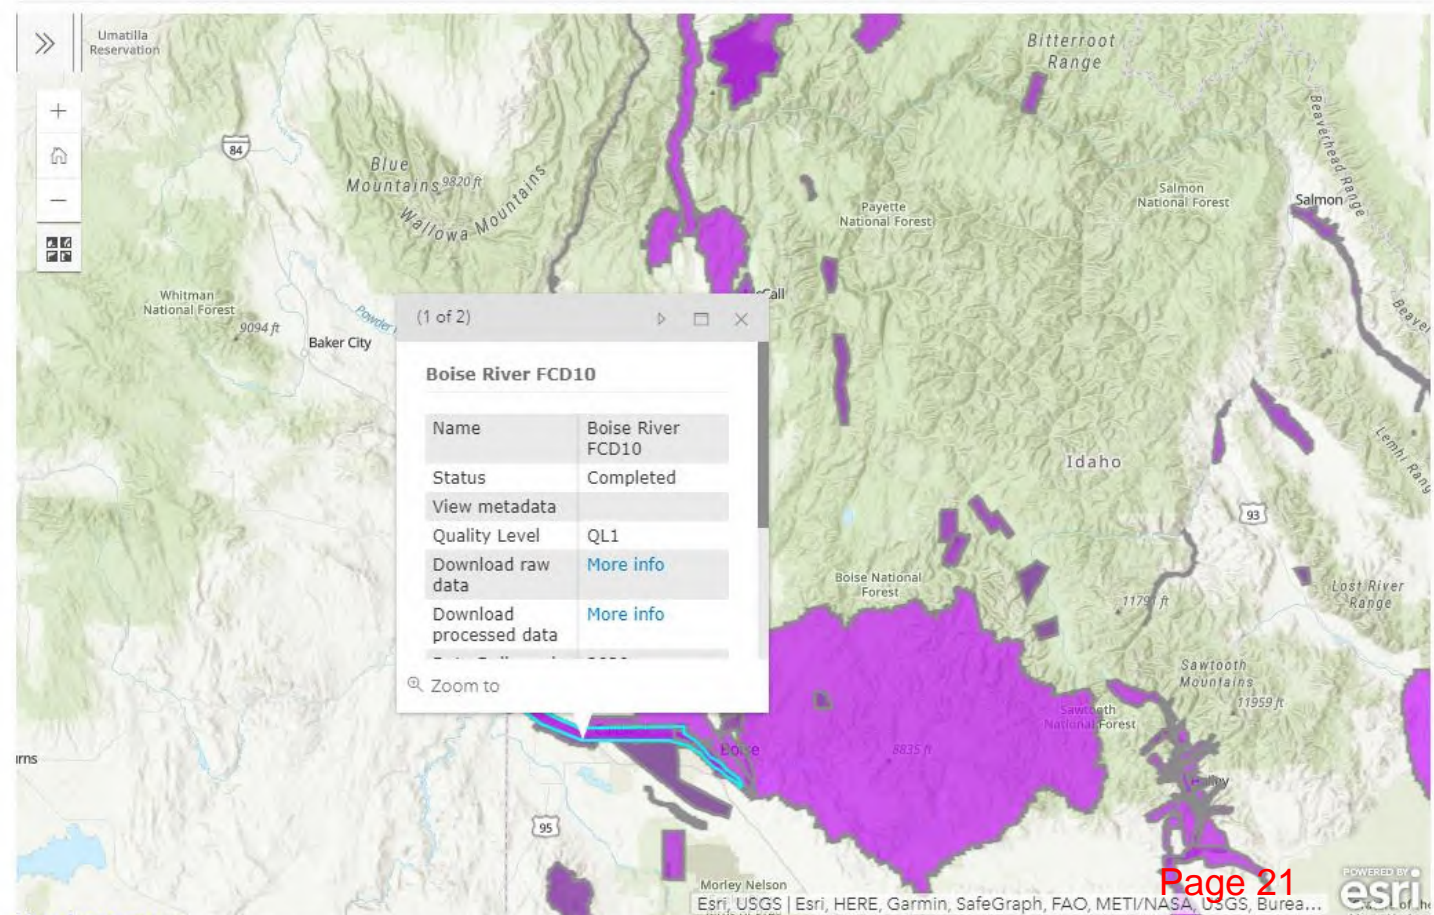 Umatilla
Reservation
Bitterroot
Range
Beaverhead Range
84
Blue
Mountains
9820 ft
Wallowa Mountains
Payette
National Forest
Salmon
National Forest
Salmon
Whitman
National Forest
9094 ft
Powder
Baker City
(1 of 2)
Boise River FCD10
Name
Boise River
FCD10
Status
Completed
View metadata
Quality Level
QL1
Download raw
data
More info
Download
processed data
More info
Zoom to
Idaho
93
Boise National
Forest
11791 ft
Lost River
Range
Sawtooth
Mountains
11959 ft
Sawtooth
National Forest
Boise
8835 ft
95
Morley Nelson
Page 21
POWERED BY
esri
Esri, USGS | Esri, HERE, Garmin, SafeGraph, FAO, METI/NASA, USGS, Burea...